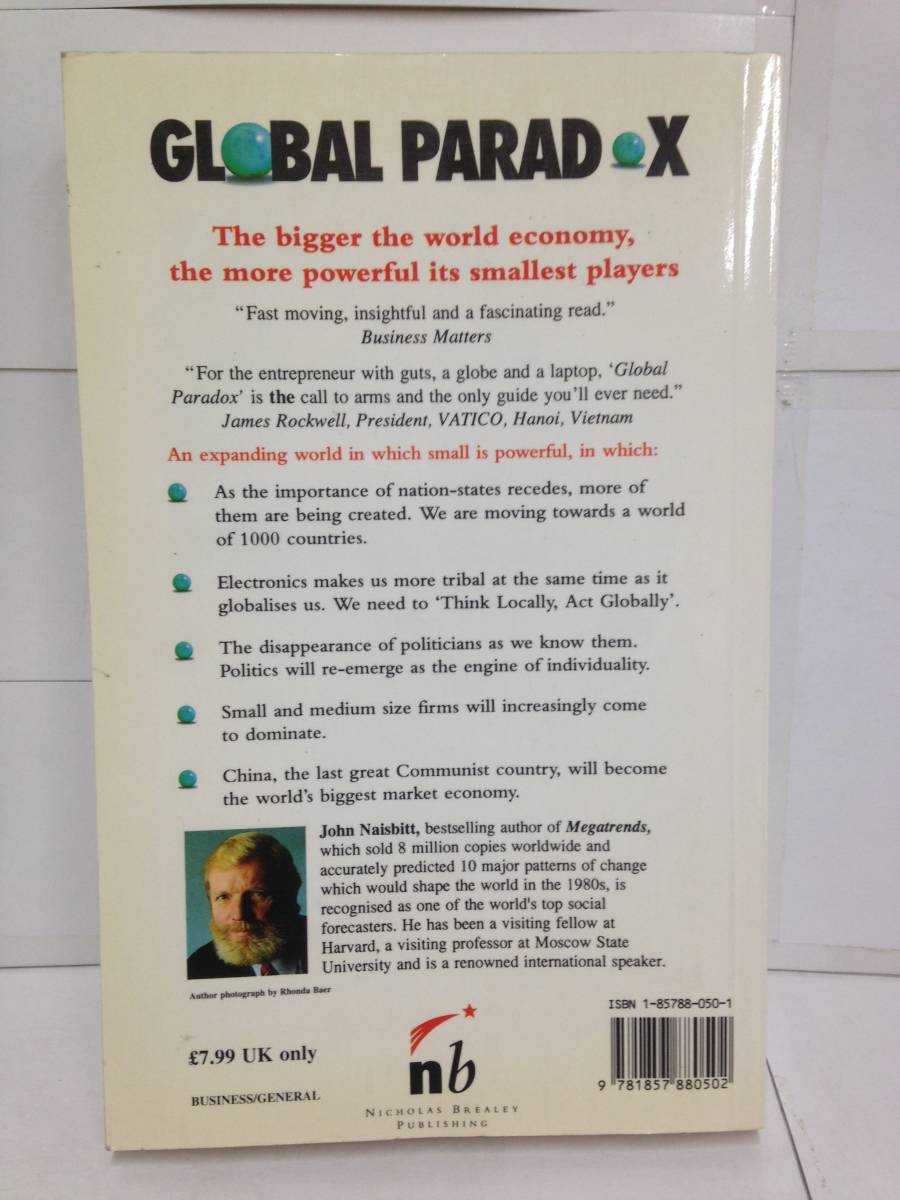 GLOBAL PARADOX
The bigger the world economy,
the more powerful its smallest players
“Fast moving, insightful and a fascinating read.”
Business Matters
“For the entrepreneur with guts, a globe and a laptop, ‘Global
Paradox’ is the call to arms and the only guide you’ll ever need.”
James Rockwell, President, VATICO, Hanoi, Vietnam
An expanding world in which small is powerful, in which:
As the importance of nation-states recedes, more of
them are being created. We are moving towards a world
of 1000 countries.
Electronics makes us more tribal at the same time as it
globalises us. We need to ‘Think Locally, Act Globally’.
The disappearance of politicians as we know them.
Politics will re-emerge as the engine of individuality.
Small and medium size firms will increasingly come
to dominate.
China, the last great Communist country, will become
the world’s biggest market economy.
John Naisbitt, bestselling author of Megatrends,
which sold 8 million copies worldwide and
accurately predicted 10 major patterns of change
which would shape the world in the 1980s, is
recognised as one of the world's top social
forecasters. He has been a visiting fellow at
Harvard, a visiting professor at Moscow State
University and is a renowned international speaker.
Author photograph by Rhonda Baer
£7.99 UK only
BUSINESS/GENERAL
nb
NICHOLAS BREALEY
PUBLISHING
ISBN 1-85788-050-1
9 781857 880502